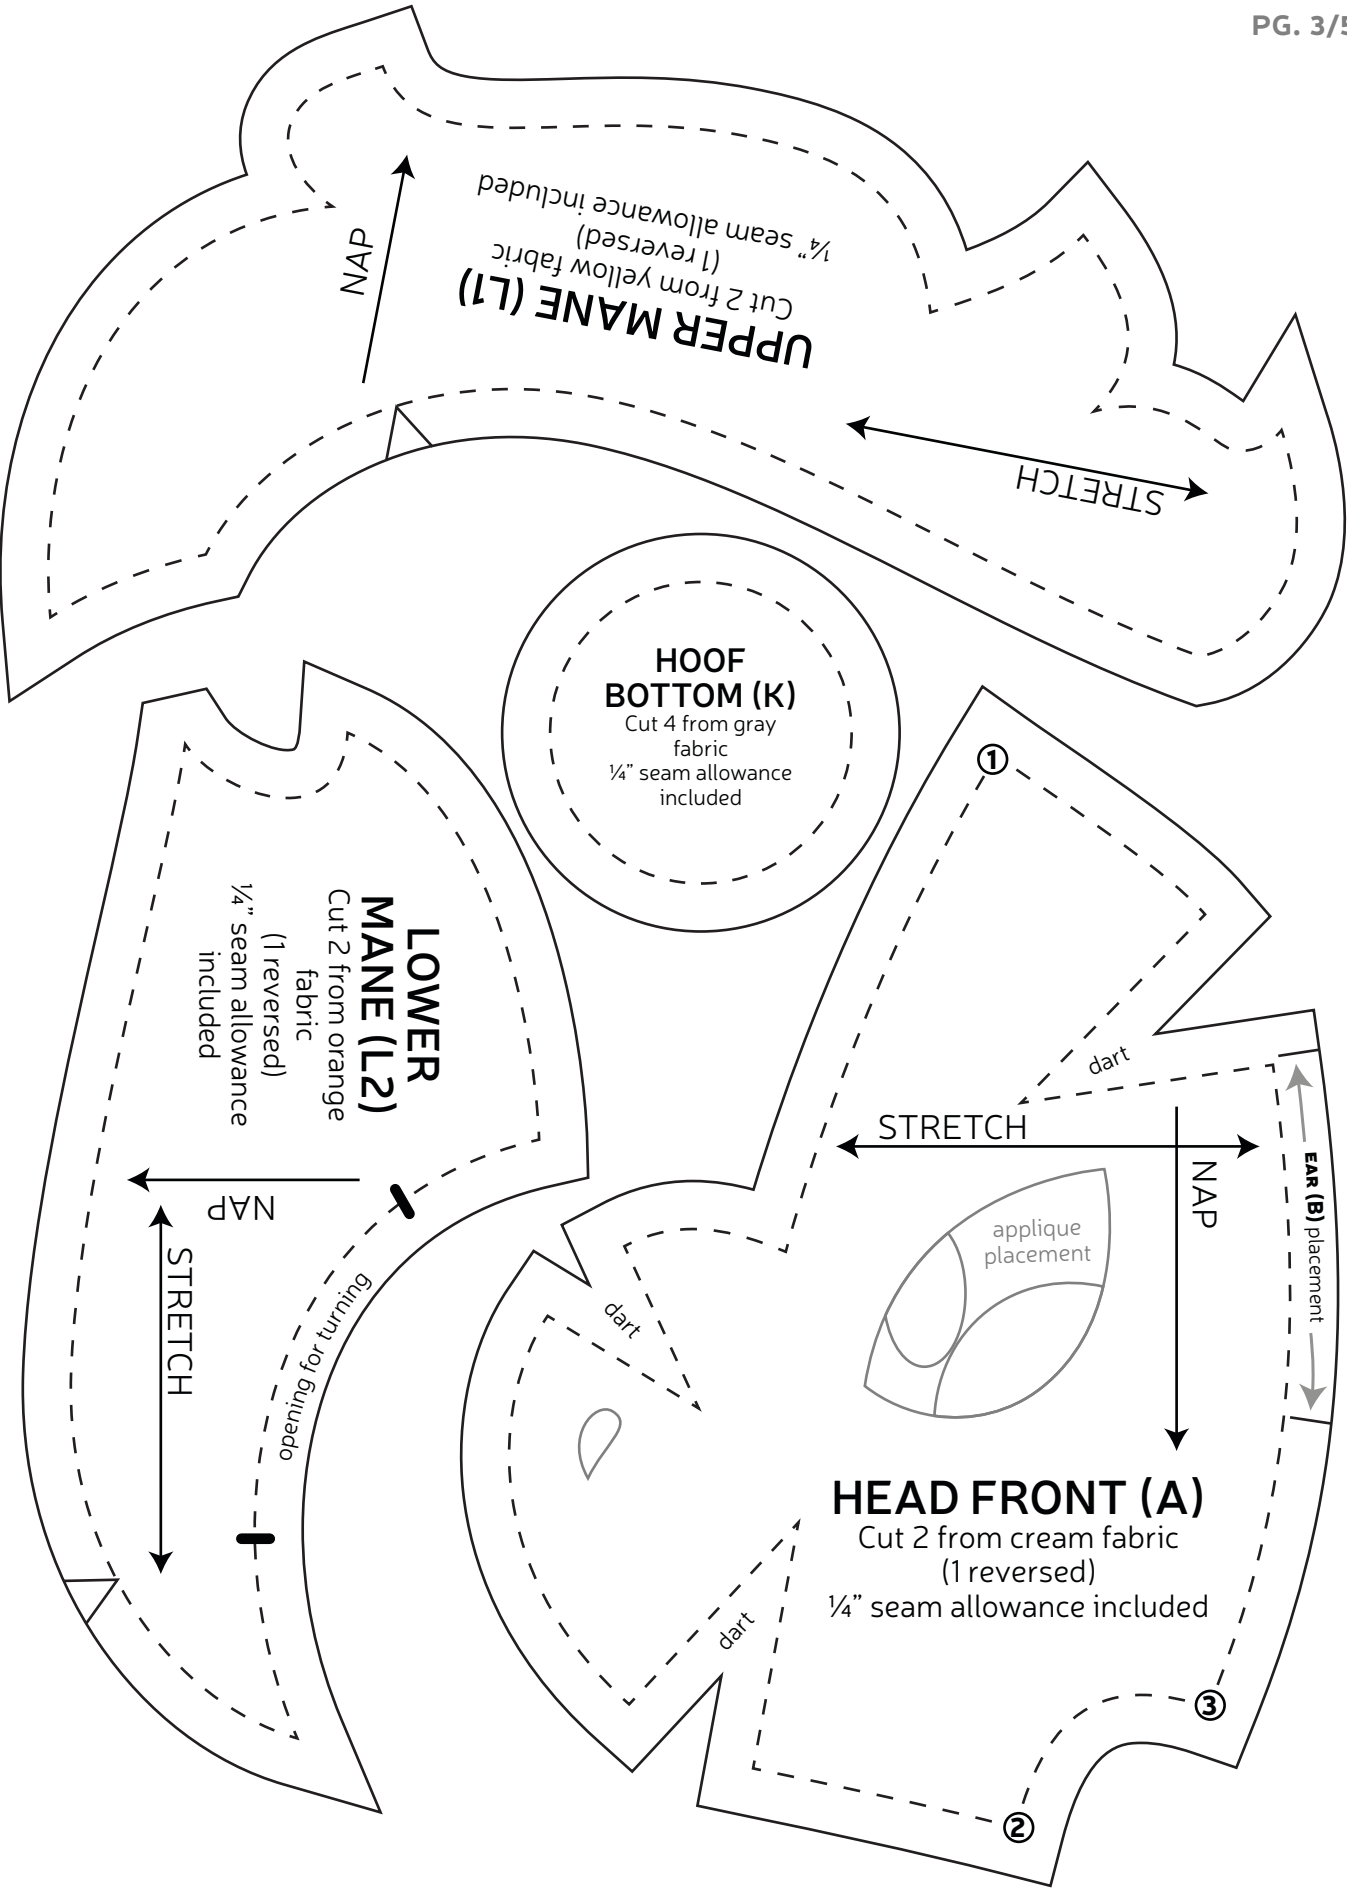 PG. 3/5
UPPER MANE (L1)
Cut 2 from yellow fabric
(1 reversed)
¼” seam allowance included
NAP
STRETCH
HOOF
BOTTOM (K)
Cut 4 from gray
fabric
¼” seam allowance
included
LOWER
MANE (L2)
Cut 2 from orange
fabric
(1 reversed)
¼” seam allowance
included
NAP
STRETCH
opening for turning
1
dart
STRETCH
NAP
EAR (B) placement
applique
placement
dart
HEAD FRONT (A)
Cut 2 from cream fabric
(1 reversed)
¼” seam allowance included
dart
3
2